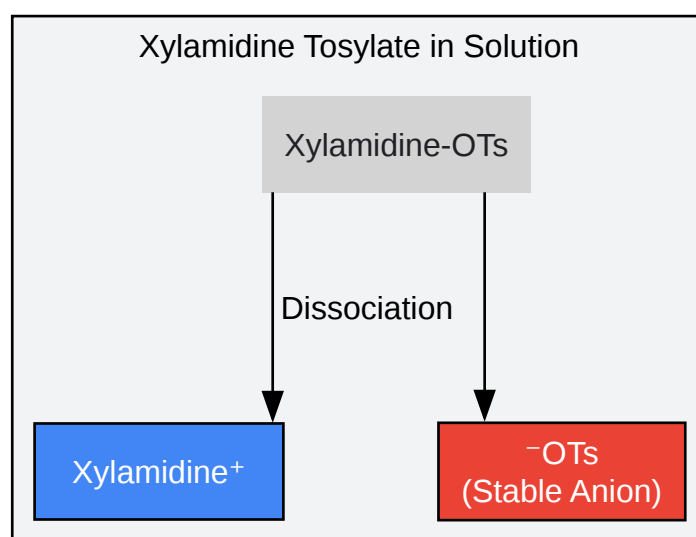 Xylamidine Tosylate in Solution
Xylamidine-OTs
Dissociation
Xylamidine⁺
⁻OTs
(Stable Anion)